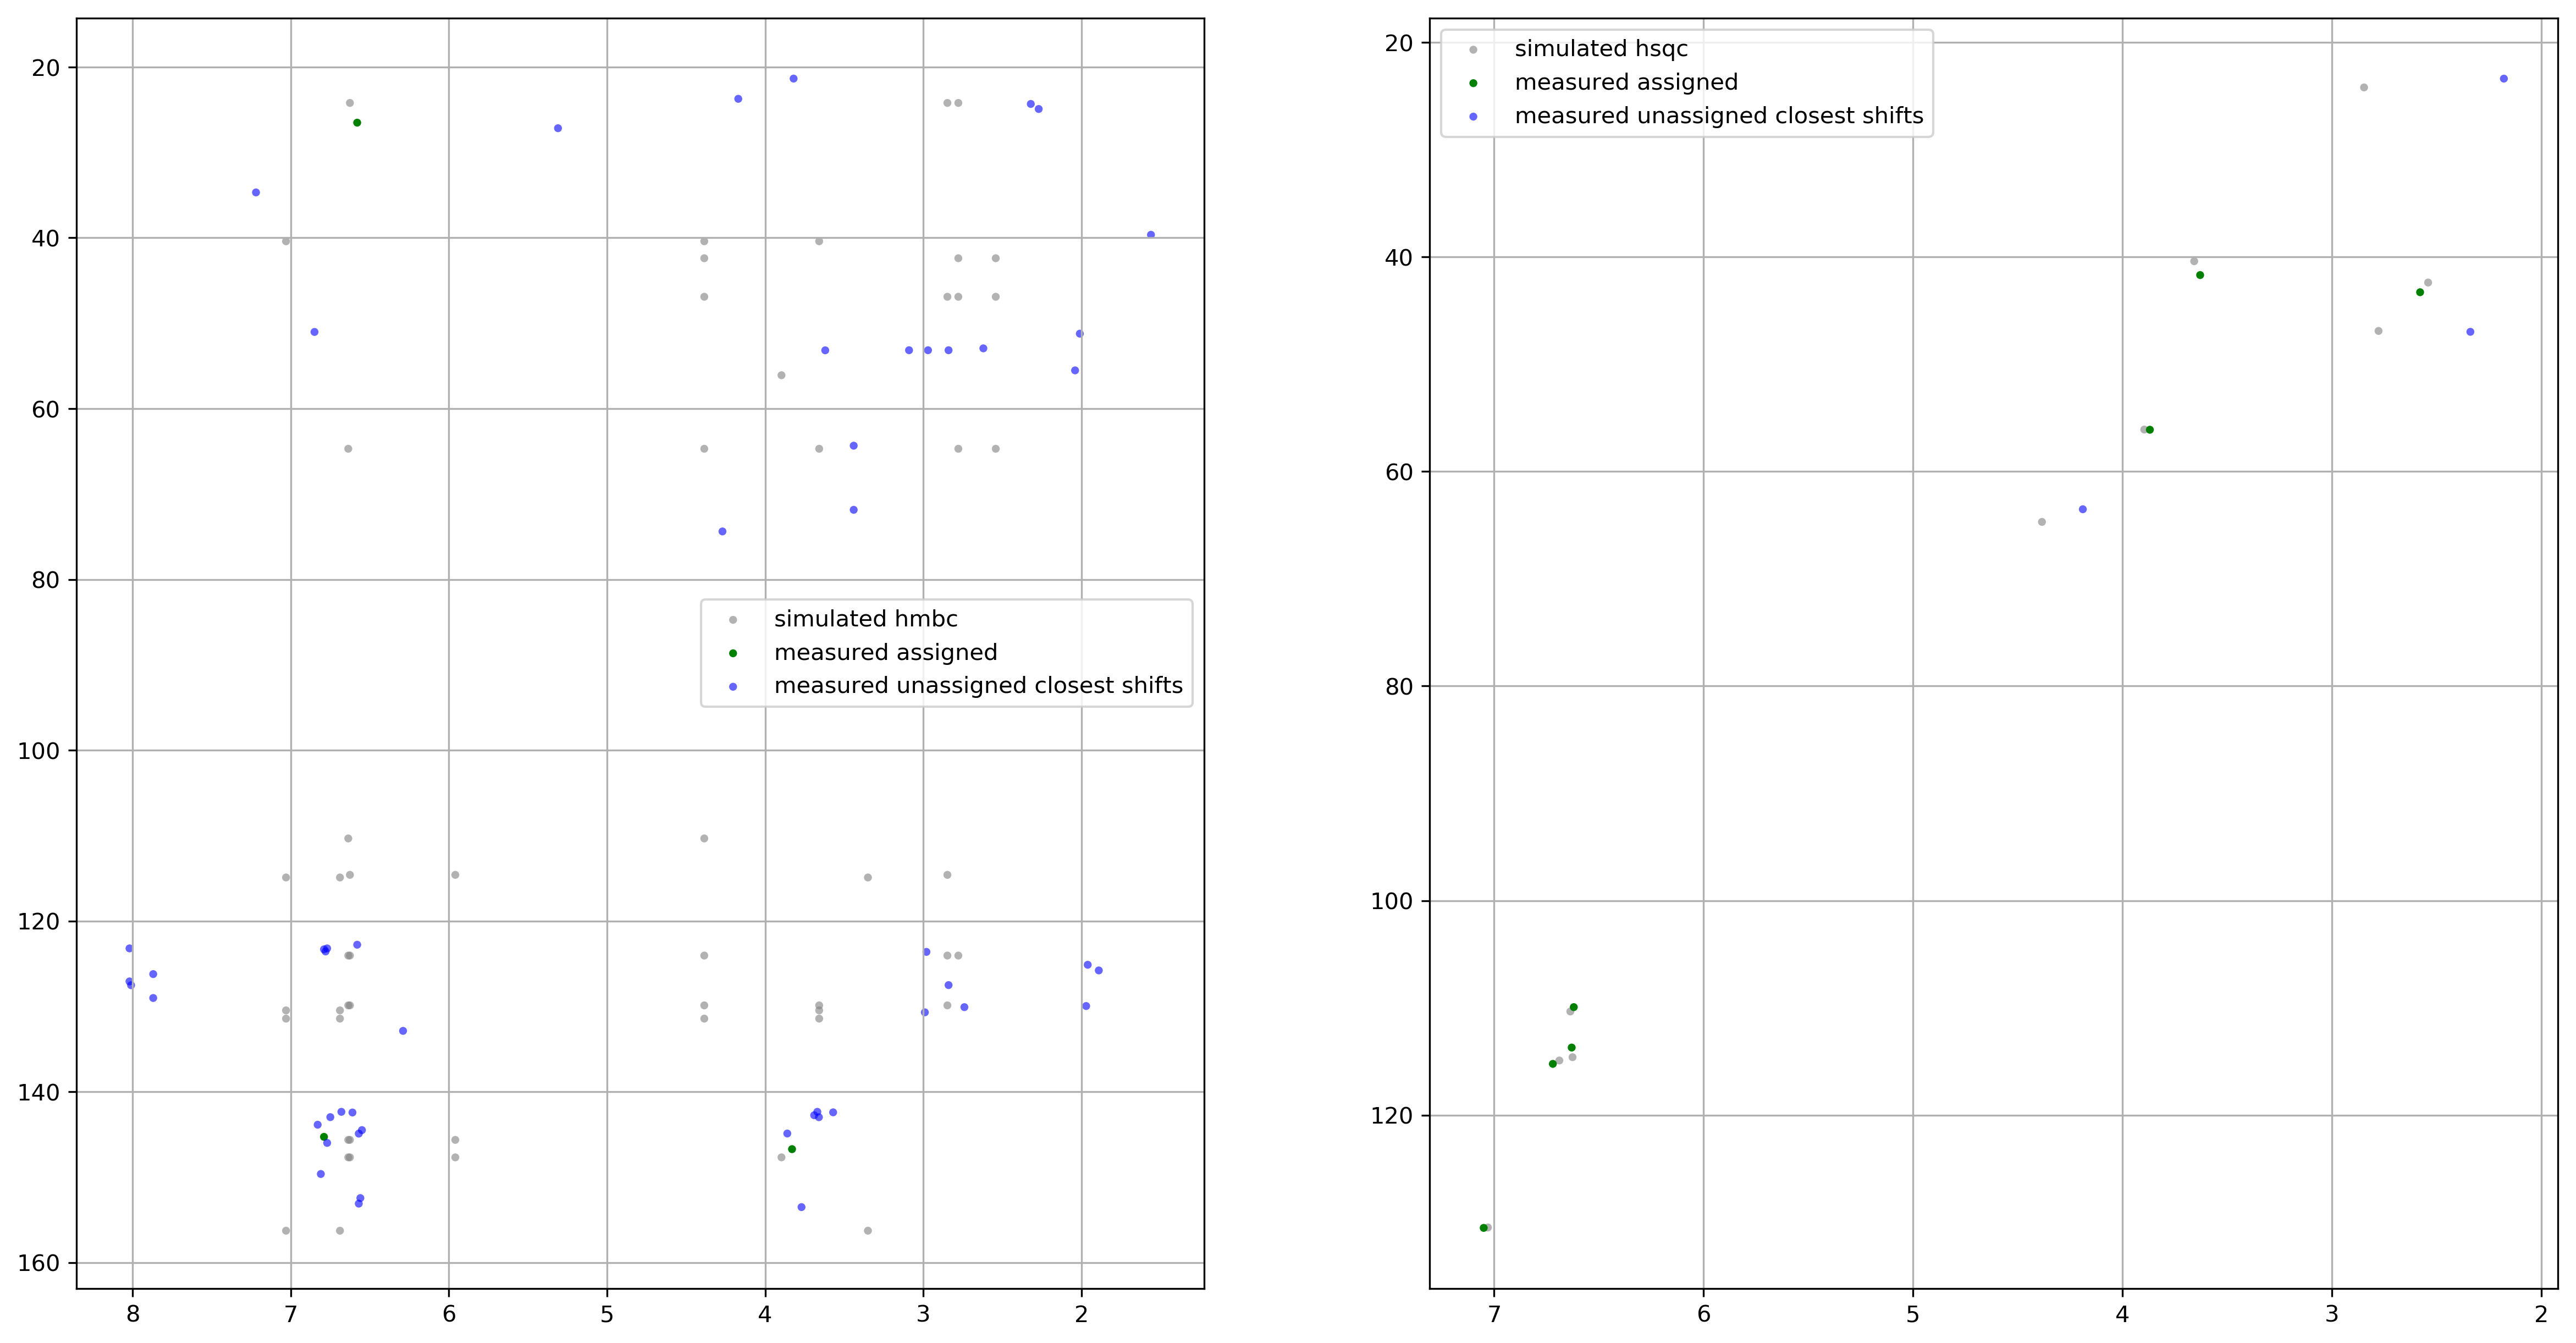 20
40
60
80
100
120
140
160
8 7 6 5 4 3 2
simulated hmbc
measured assigned
measured unassigned closest shifts
20
40
60
80
100
120
7 6 5 4 3 2
simulated hsqc
measured assigned
measured unassigned closest shifts